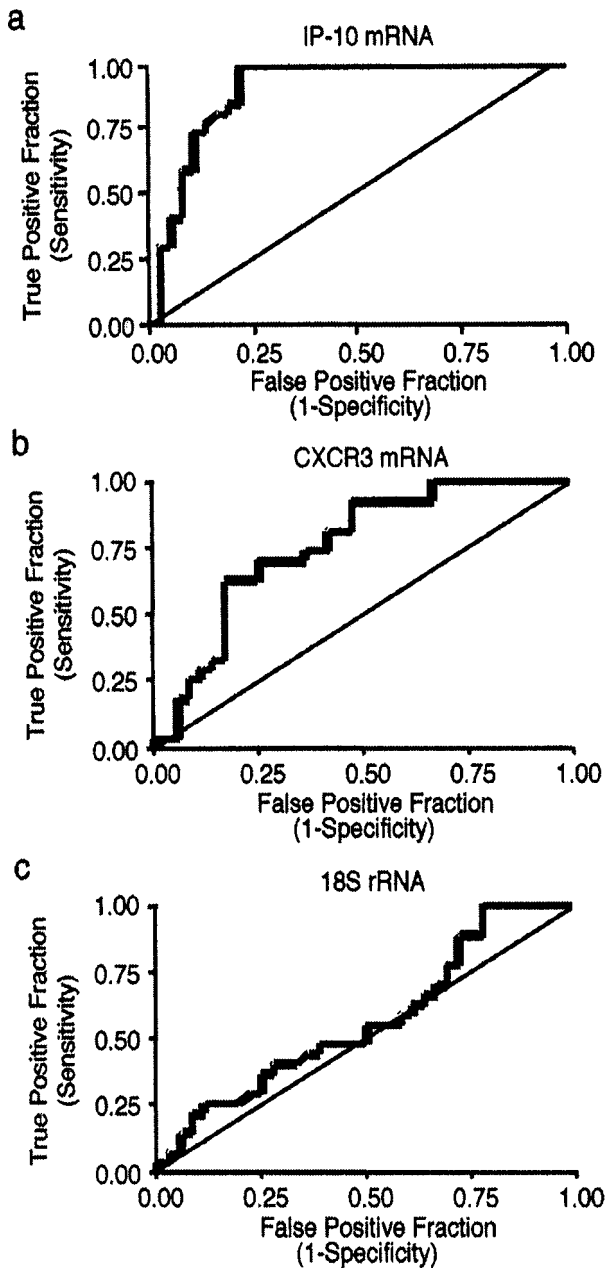 a
IP-10 mRNA
True Positive Fraction
(Sensitivity)
1.00
0.75
0.50
0.25
0.00
0.00 0.25 0.50 0.75 1.00
False Positive Fraction
(1-Specificity)
b
CXCR3 mRNA
True Positive Fraction
(Sensitivity)
1.00
0.75
0.50
0.25
0.00
0.00 0.25 0.50 0.75 1.00
False Positive Fraction
(1-Specificity)
c
18S rRNA
True Positive Fraction
(Sensitivity)
1.00
0.75
0.50
0.25
0.00
0.00 0.25 0.50 0.75 1.00
False Positive Fraction
(1-Specificity)